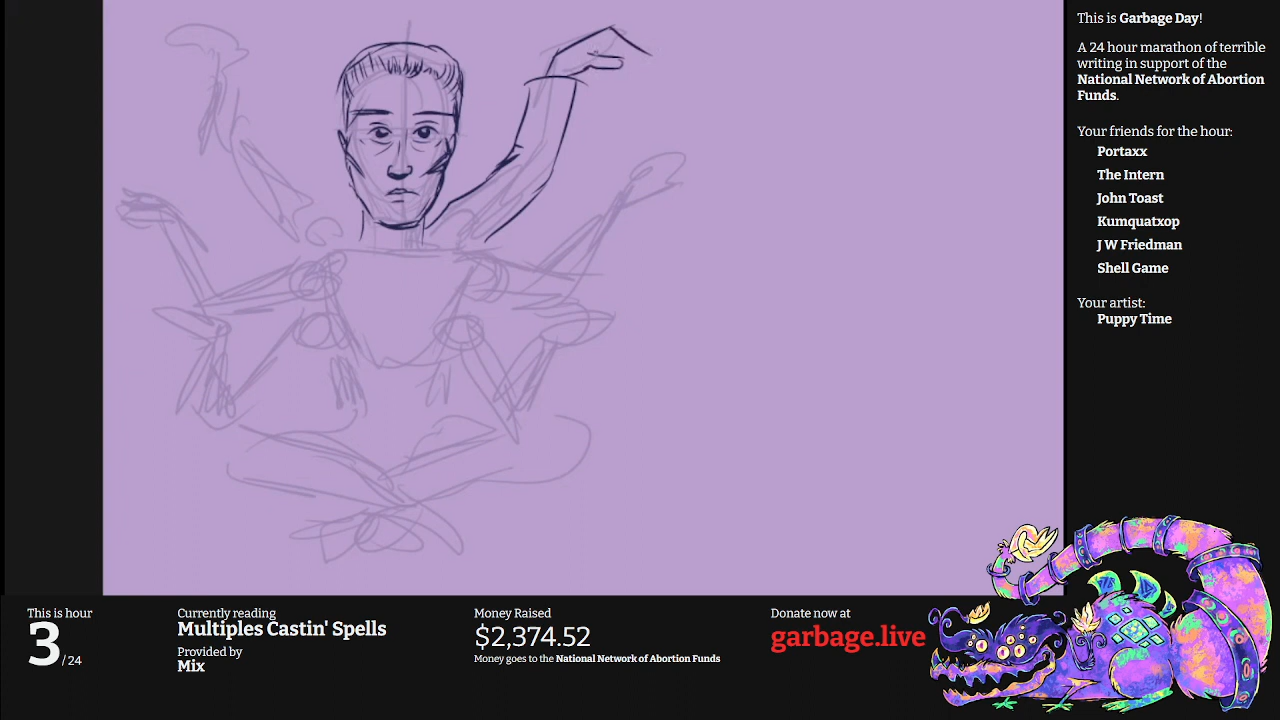 This is Garbage Day!
A 24 hour marathon of terrible
writing in support of the
National Network of Abortion
Funds.
Your friends for the hour:
Portaxx
The Intern
John Toast
Kumquatxop
J W Friedman
Shell Game
Your artist:
Puppy Time
This is hour
3/24
Currently reading
Multiples Castin' Spells
Provided by
Mix
Money Raised
$2,374.52
Money goes to the National Network of Abortion Funds
Donate now at
garbage.live